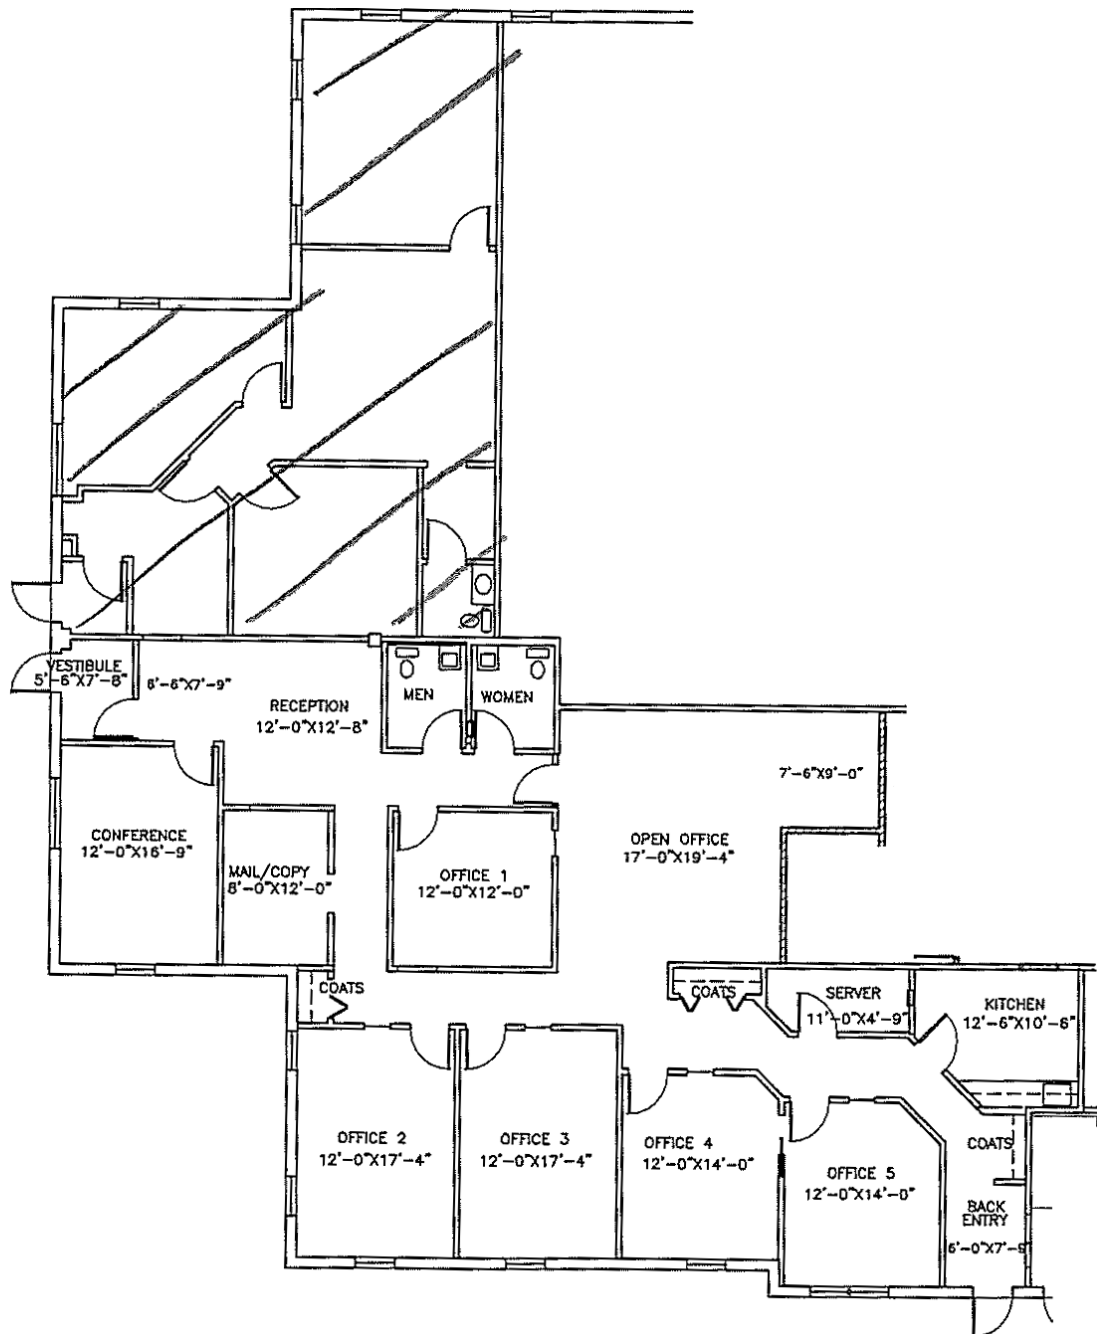 VESTIBULE
5'-6"X7'-8"
6'-6"X7'-9"
RECEPTION
12'-0"X12'-8"
MEN
WOMEN
7'-6"X9'-0"
CONFERENCE
12'-0"X16'-9"
MAIL/COPY
8'-0"X12'-0"
OFFICE 1
12'-0"X12'-0"
OPEN OFFICE
17'-0"X19'-4"
COATS
COATS
SERVER
11'-0"X4'-9"
KITCHEN
12'-6"X10'-6"
OFFICE 2
12'-0"X17'-4"
OFFICE 3
12'-0"X17'-4"
OFFICE 4
12'-0"X14'-0"
OFFICE 5
12'-0"X14'-0"
COATS
BACK
ENTRY
6'-0"X7'-9"